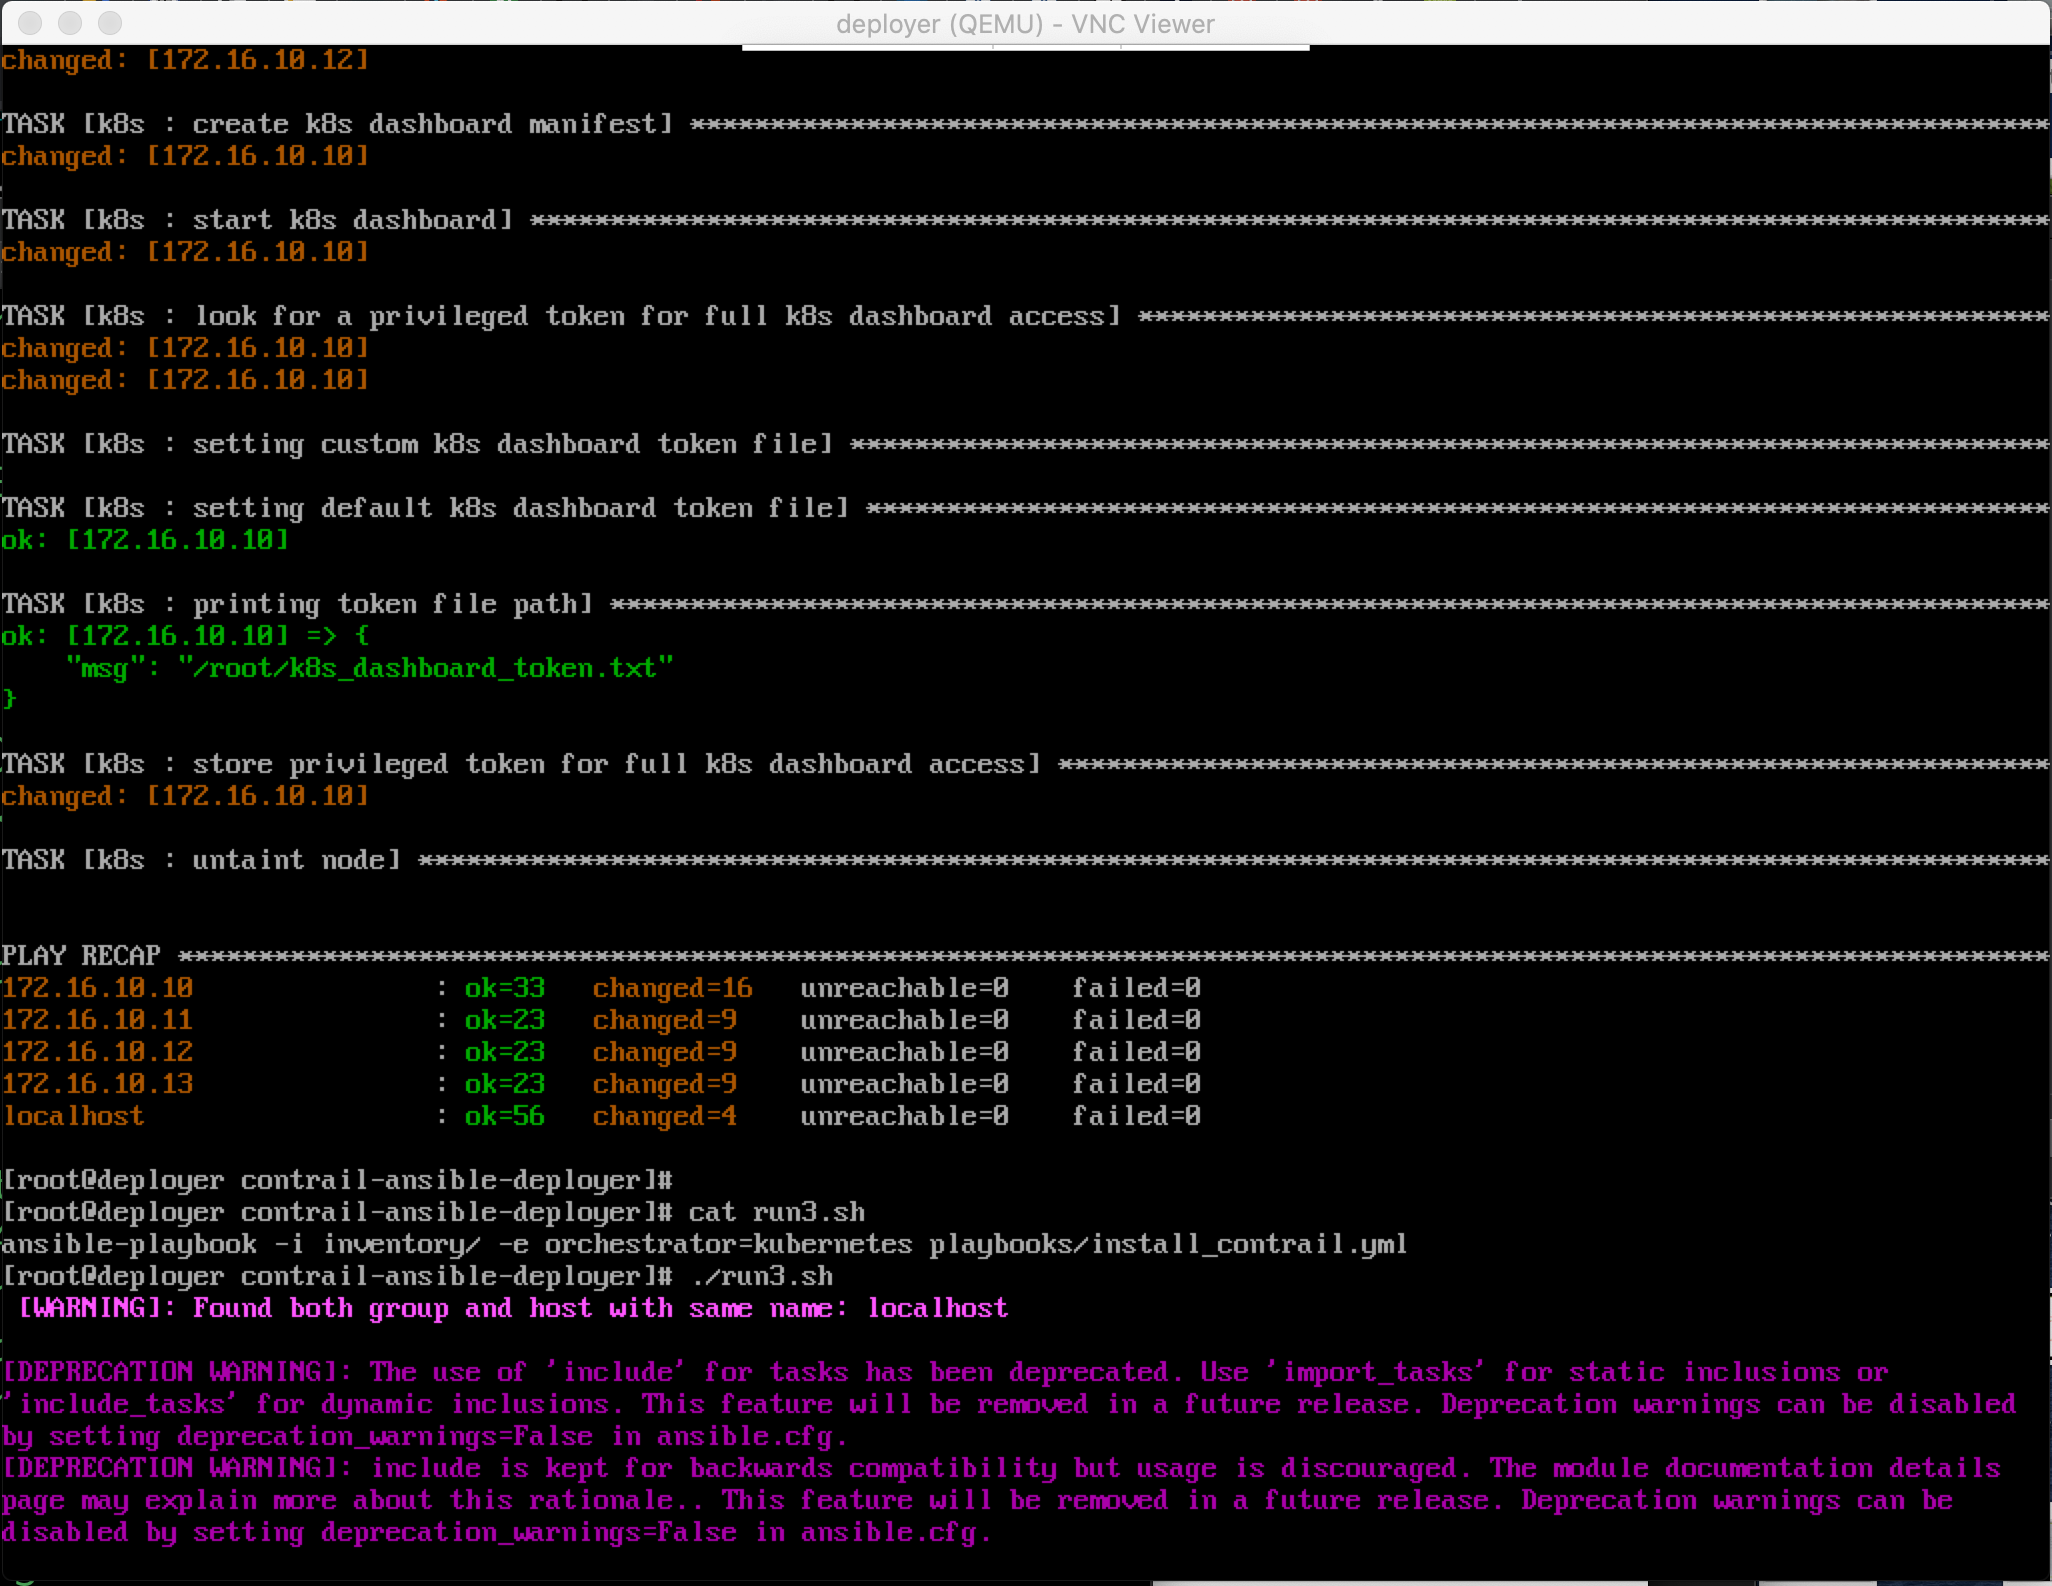 deployer (QEMU) - VNC Viewer
changed: [172.16.10.12]
TASK [k8s : create k8s dashboard manifest] *************************************************************************************
changed: [172.16.10.10]
TASK [k8s : start k8s dashboard] ***********************************************************************************************
changed: [172.16.10.10]
TASK [k8s : look for a privileged token for full k8s dashboard access] *********************************************************
changed: [172.16.10.10]
changed: [172.16.10.10]
TASK [k8s : setting custom k8s dashboard token file] ***************************************************************************
TASK [k8s : setting default k8s dashboard token file] **************************************************************************
ok: [172.16.10.10]
TASK [k8s : printing token file path] ******************************************************************************************
ok: [172.16.10.10] => {
    "msg": "/root/k8s_dashboard_token.txt"
}
TASK [k8s : store privileged token for full k8s dashboard access] **************************************************************
changed: [172.16.10.10]
TASK [k8s : untaint node] ******************************************************************************************************
PLAY RECAP *********************************************************************************************************************
172.16.10.10               : ok=33   changed=16   unreachable=0    failed=0
172.16.10.11               : ok=23   changed=9    unreachable=0    failed=0
172.16.10.12               : ok=23   changed=9    unreachable=0    failed=0
172.16.10.13               : ok=23   changed=9    unreachable=0    failed=0
localhost                  : ok=56   changed=4    unreachable=0    failed=0
[root@deployer contrail-ansible-deployer]#
[root@deployer contrail-ansible-deployer]# cat run3.sh
ansible-playbook -i inventory/ -e orchestrator=kubernetes playbooks/install_contrail.yml
[root@deployer contrail-ansible-deployer]# ./run3.sh
 [WARNING]: Found both group and host with same name: localhost
[DEPRECATION WARNING]: The use of 'include' for tasks has been deprecated. Use 'import_tasks' for static inclusions or
'include_tasks' for dynamic inclusions. This feature will be removed in a future release. Deprecation warnings can be disabled
by setting deprecation_warnings=False in ansible.cfg.
[DEPRECATION WARNING]: include is kept for backwards compatibility but usage is discouraged. The module documentation details
page may explain more about this rationale.. This feature will be removed in a future release. Deprecation warnings can be
disabled by setting deprecation_warnings=False in ansible.cfg.